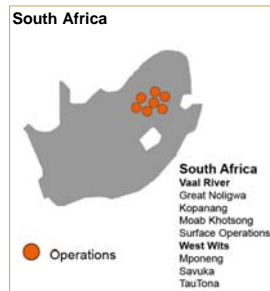 South Africa
South Africa
Vaal River
Great Noligwa
Kopanang
Moab Khotsong
Surface Operations
West Wits
Mponeng
Savuka
TauTona
Operations